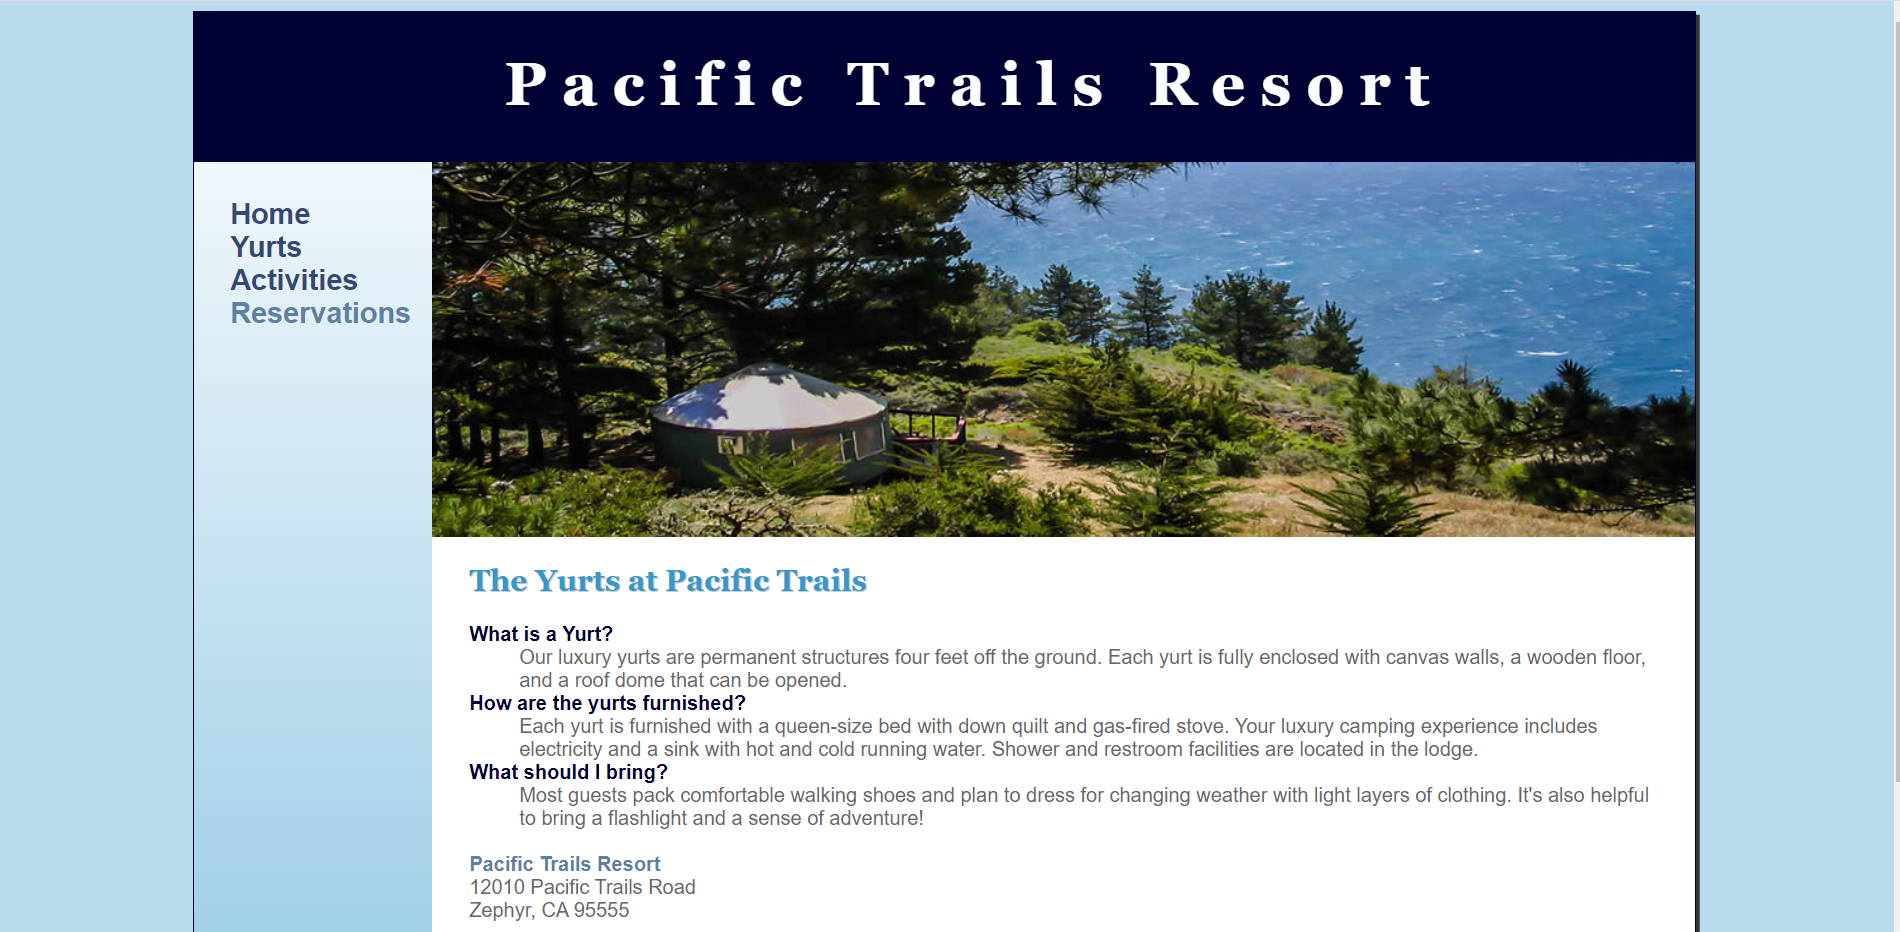 Pacific Trails Resort
Home
Yurts
Activities
Reservations
The Yurts at Pacific Trails
What is a Yurt?
Our luxury yurts are permanent structures four feet off the ground. Each yurt is fully enclosed with canvas walls, a wooden floor,
and a roof dome that can be opened.
How are the yurts furnished?
Each yurt is furnished with a queen-size bed with down quilt and gas-fired stove. Your luxury camping experience includes
electricity and a sink with hot and cold running water. Shower and restroom facilities are located in the lodge.
What should I bring?
Most guests pack comfortable walking shoes and plan to dress for changing weather with light layers of clothing. It's also helpful
to bring a flashlight and a sense of adventure!
Pacific Trails Resort
12010 Pacific Trails Road
Zephyr, CA 95555